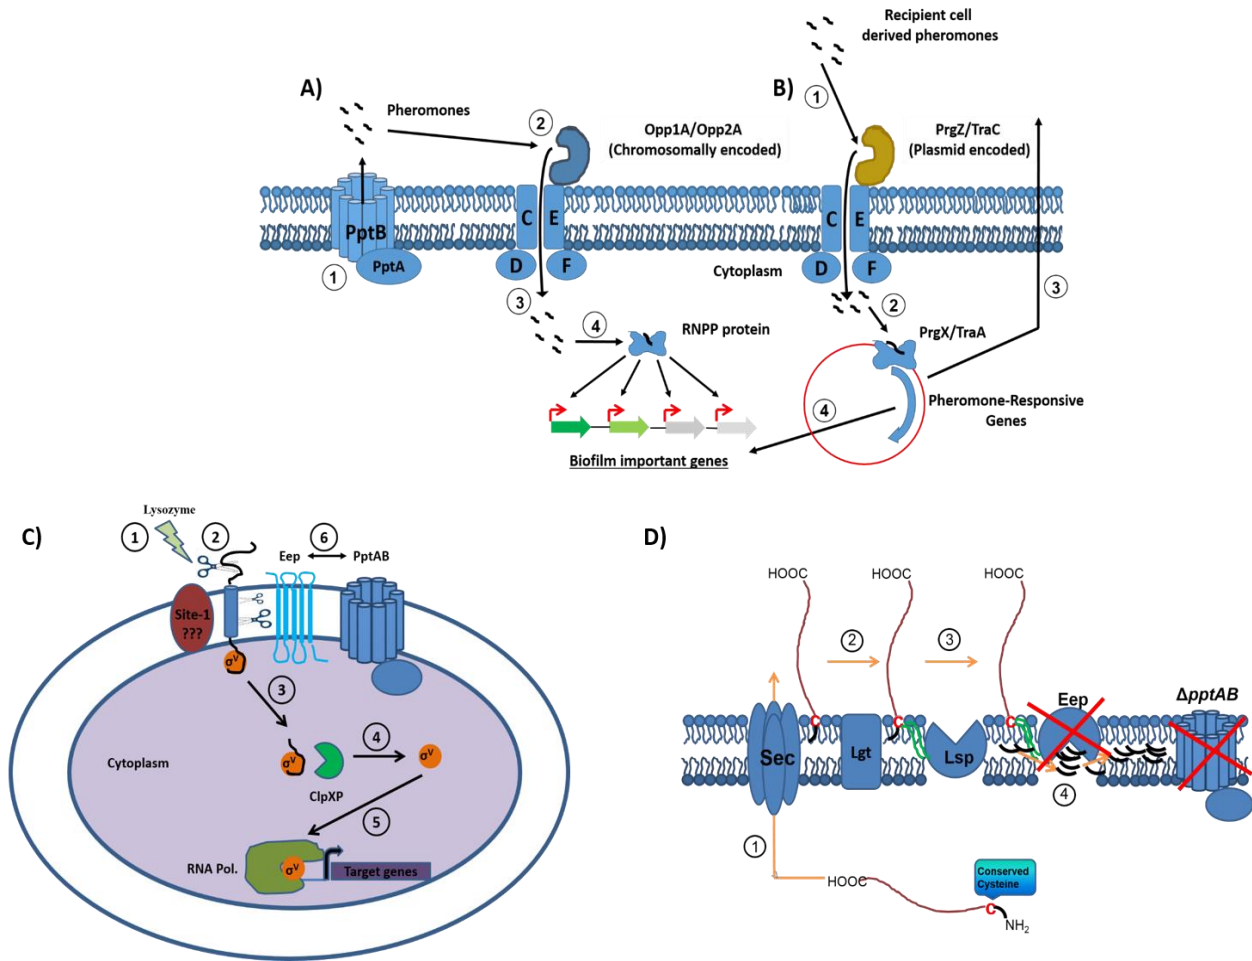 Recipient cell
derived pheromones
A)
B)
Pheromones
1
2
Opp1A/Opp2A
(Chromosomally encoded)
PrgZ/TraC
(Plasmid encoded)
PptB
PptA
1
C
E
D
F
C
E
D
F
Cytoplasm
3
3
4
RNPP protein
2
PrgX/TraA
Pheromone-Responsive
Genes
4
Biofilm important genes
C)
Lysozyme
1
2
6
Eep
PptAB
Site-1
???
σV
3
Cytoplasm
σV
4
σV
ClpXP
5
RNA Pol.
σV
Target genes
D)
HOOC
HOOC
HOOC
2
3
ΔpptAB
Eep
C
C
C
Sec
Lgt
Lsp
4
1
HOOC
Conserved
Cysteine
C
NH2